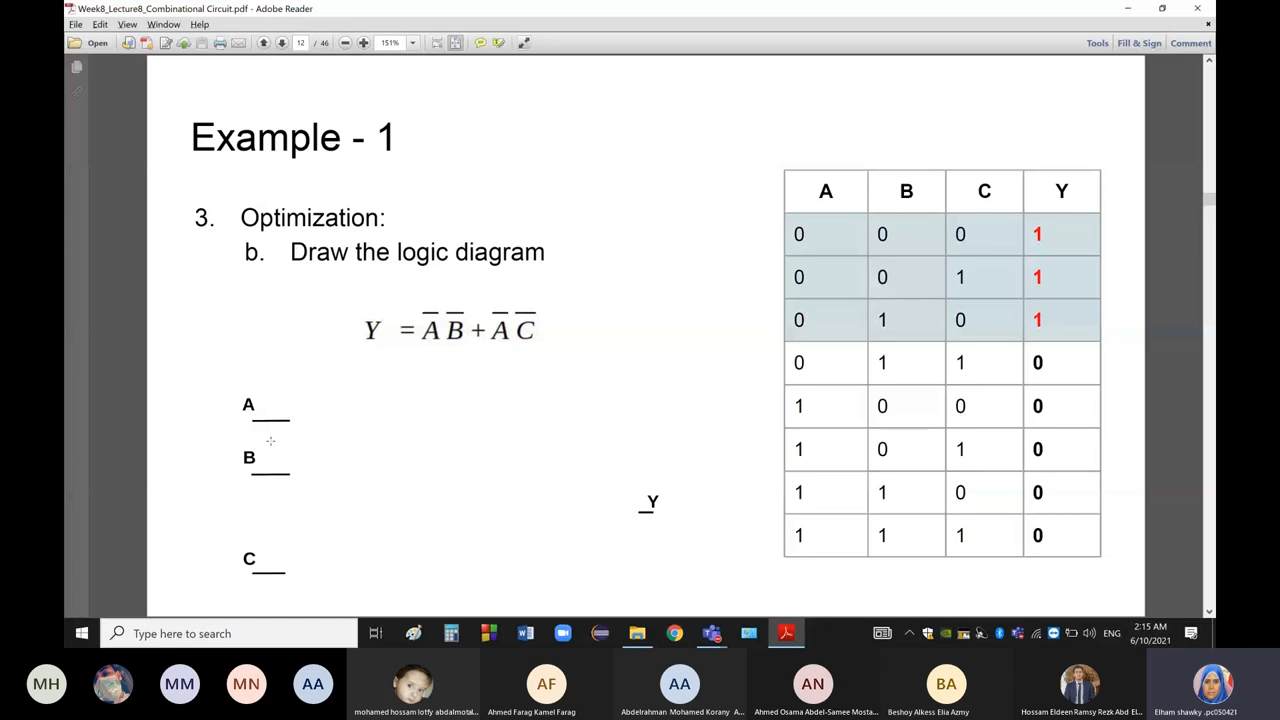 Week8_Lecture8_Combinational Circuit.pdf - Adobe Reader
File Edit View Window Help
Open 12 / 46 151% Tools Fill & Sign Comment
Example - 1
3. Optimization:
b. Draw the logic diagram
Y = A̅ B̅ + A̅ C̅
A
B
C
Y
A B C Y
0 0 0 1
0 0 1 1
0 1 0 1
0 1 1 0
1 0 0 0
1 0 1 0
1 1 0 0
1 1 1 0
Type here to search
ENG
2:15 AM
6/10/2021
MH MM MN AA AF AA AN BA
mohamed hossam lotfy abdalmotal...
Ahmed Farag Kamel Farag
Abdelrahman Mohamed Korany A...
Ahmed Osama Abdel-Samee Mosta...
Beshoy Alkess Elia Azmy
Hossam Eldeen Ramsy Rezk Abd El...
Elham shawky .pc050421